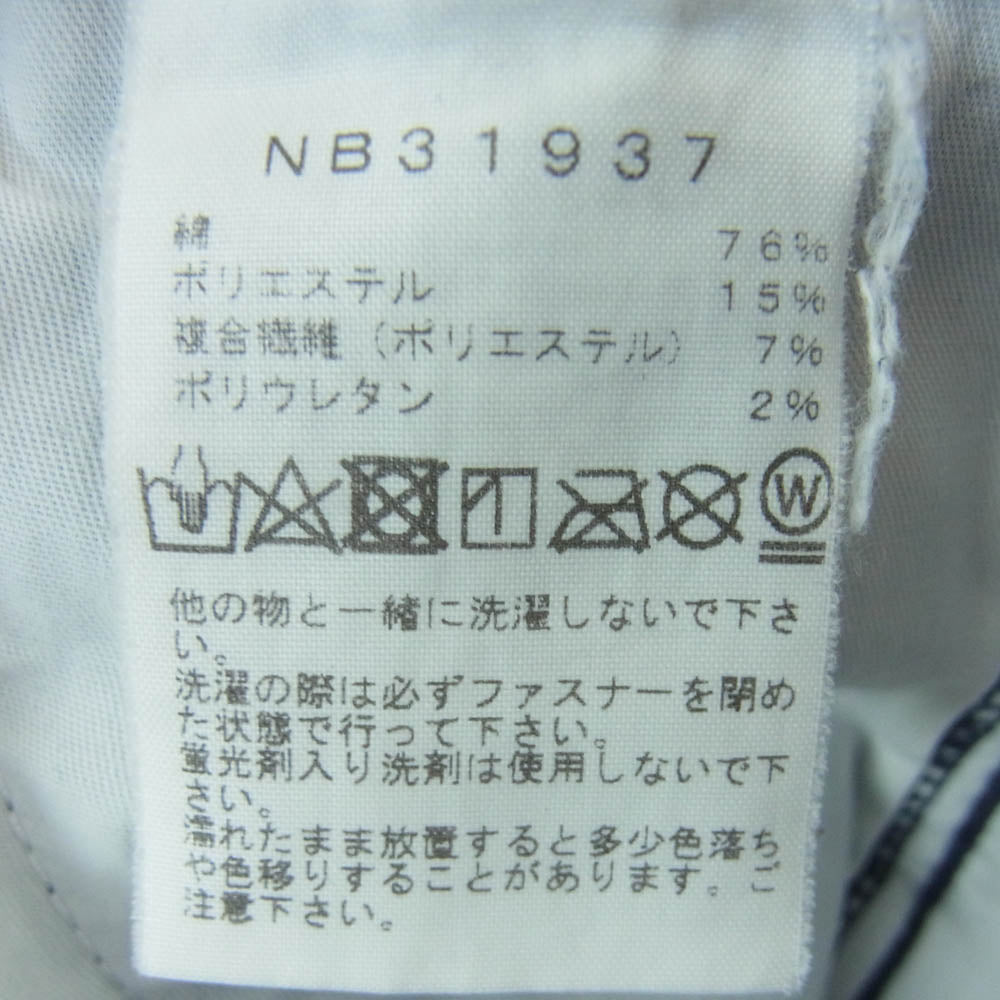 NB31937
綿 76%
ポリエステル 15%
複合繊維(ポリエステル) 7%
ポリウレタン 2%
W
他の物と一緒に洗濯しないで下さ
い。
洗濯の際は必ずファスナーを閉め
た状態で行って下さい。
蛍光剤入り洗剤は使用しないで下
さい。
濡れたまま放置すると多少色落ち
や色移りすることがあります。ご
注意下さい。